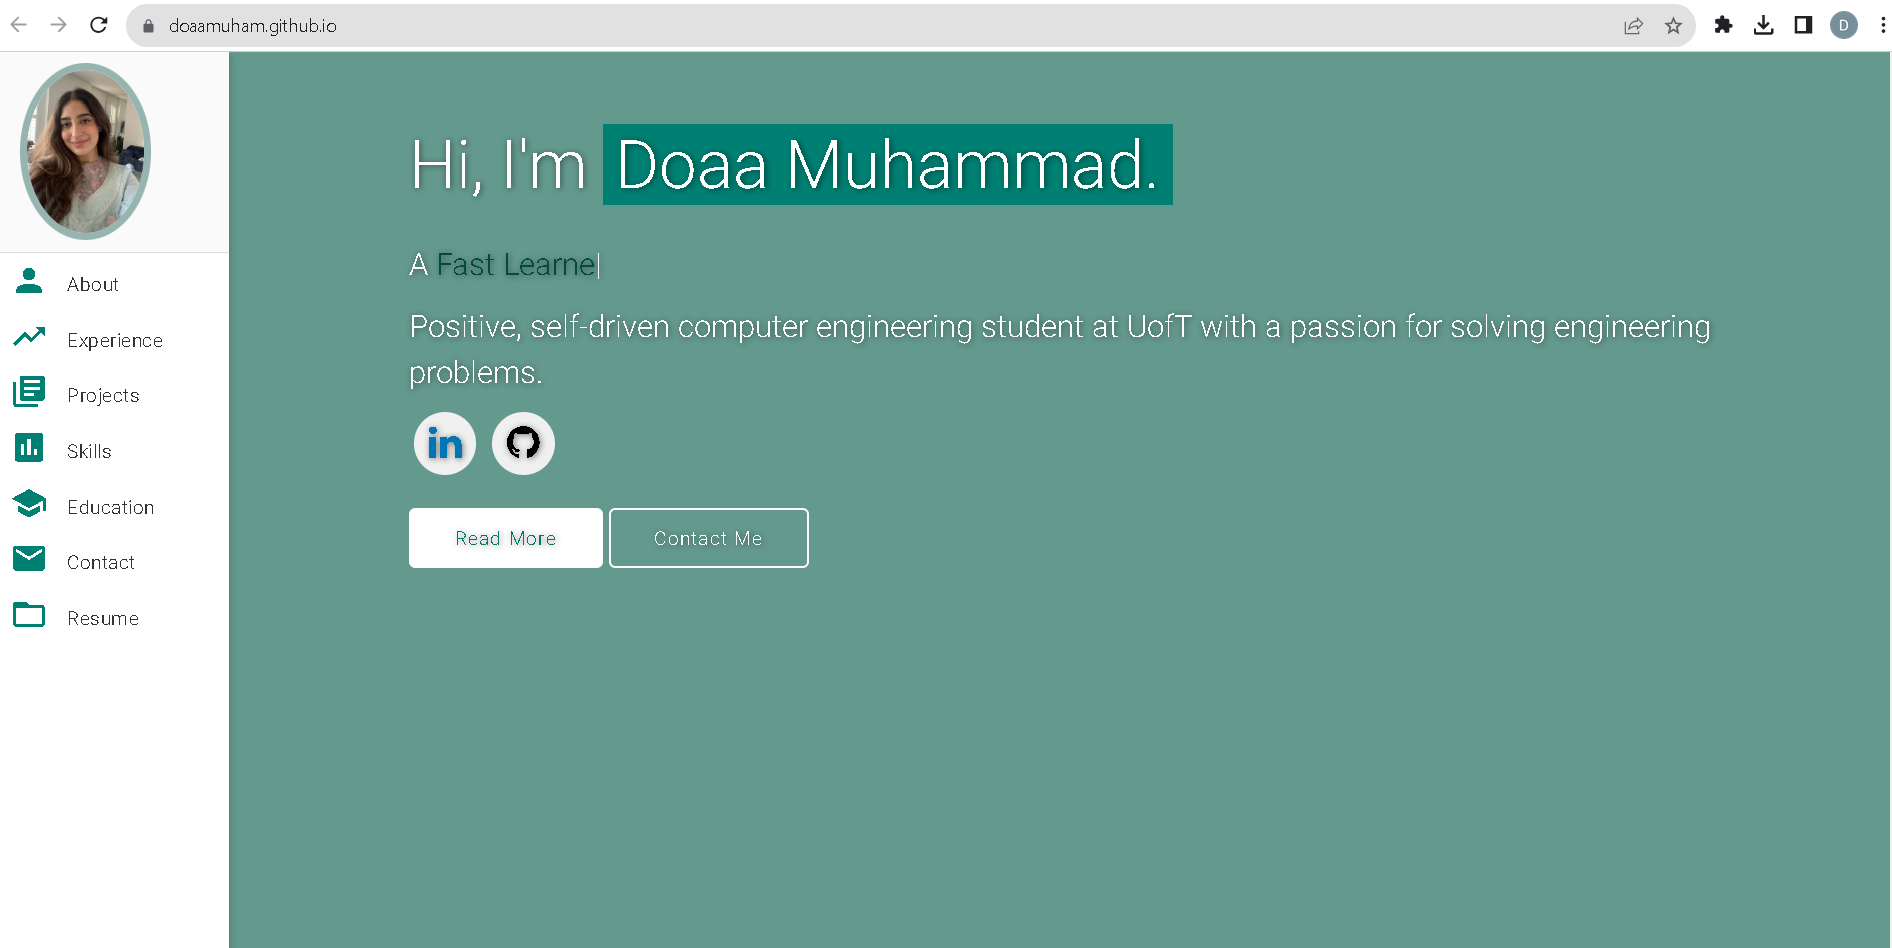 doaamuham.github.io
D
Hi, I'm Doaa Muhammad.
A Fast Learne|
Positive, self-driven computer engineering student at UofT with a passion for solving engineering
problems.
in
Read More
Contact Me
About
Experience
Projects
Skills
Education
Contact
Resume